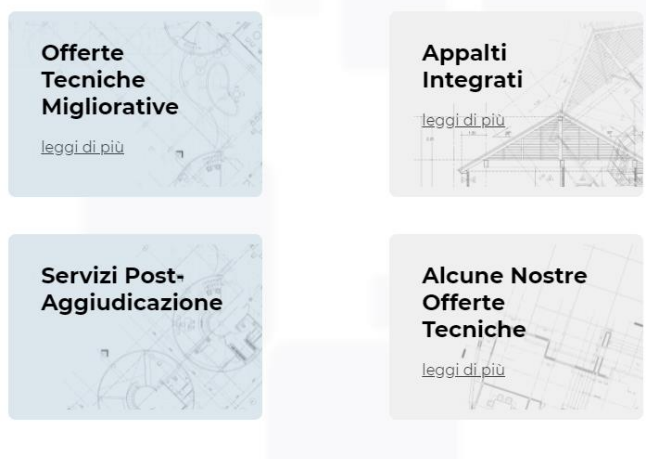 Offerte
Tecniche
Migliorative
leggi di più
Appalti
Integrati
leggi di più
Servizi Post-
Aggiudicazione
Alcune Nostre
Offerte
Tecniche
leggi di più